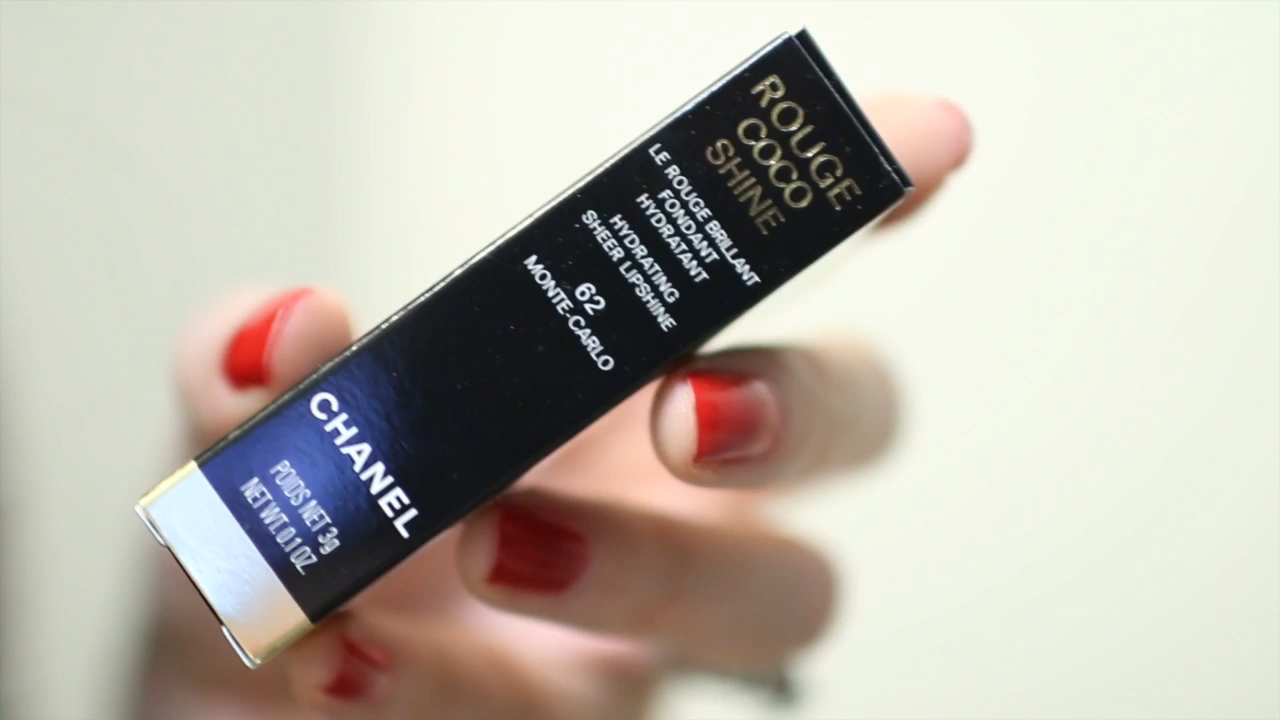 ROUGE
COCO
SHINE
LE ROUGE BRILLANT
FONDANT
HYDRATANT
HYDRATING
SHEER LIPSHINE
62
MONTE-CARLO
CHANEL
POIDS NET 3g
NET WT. 0.1 OZ.